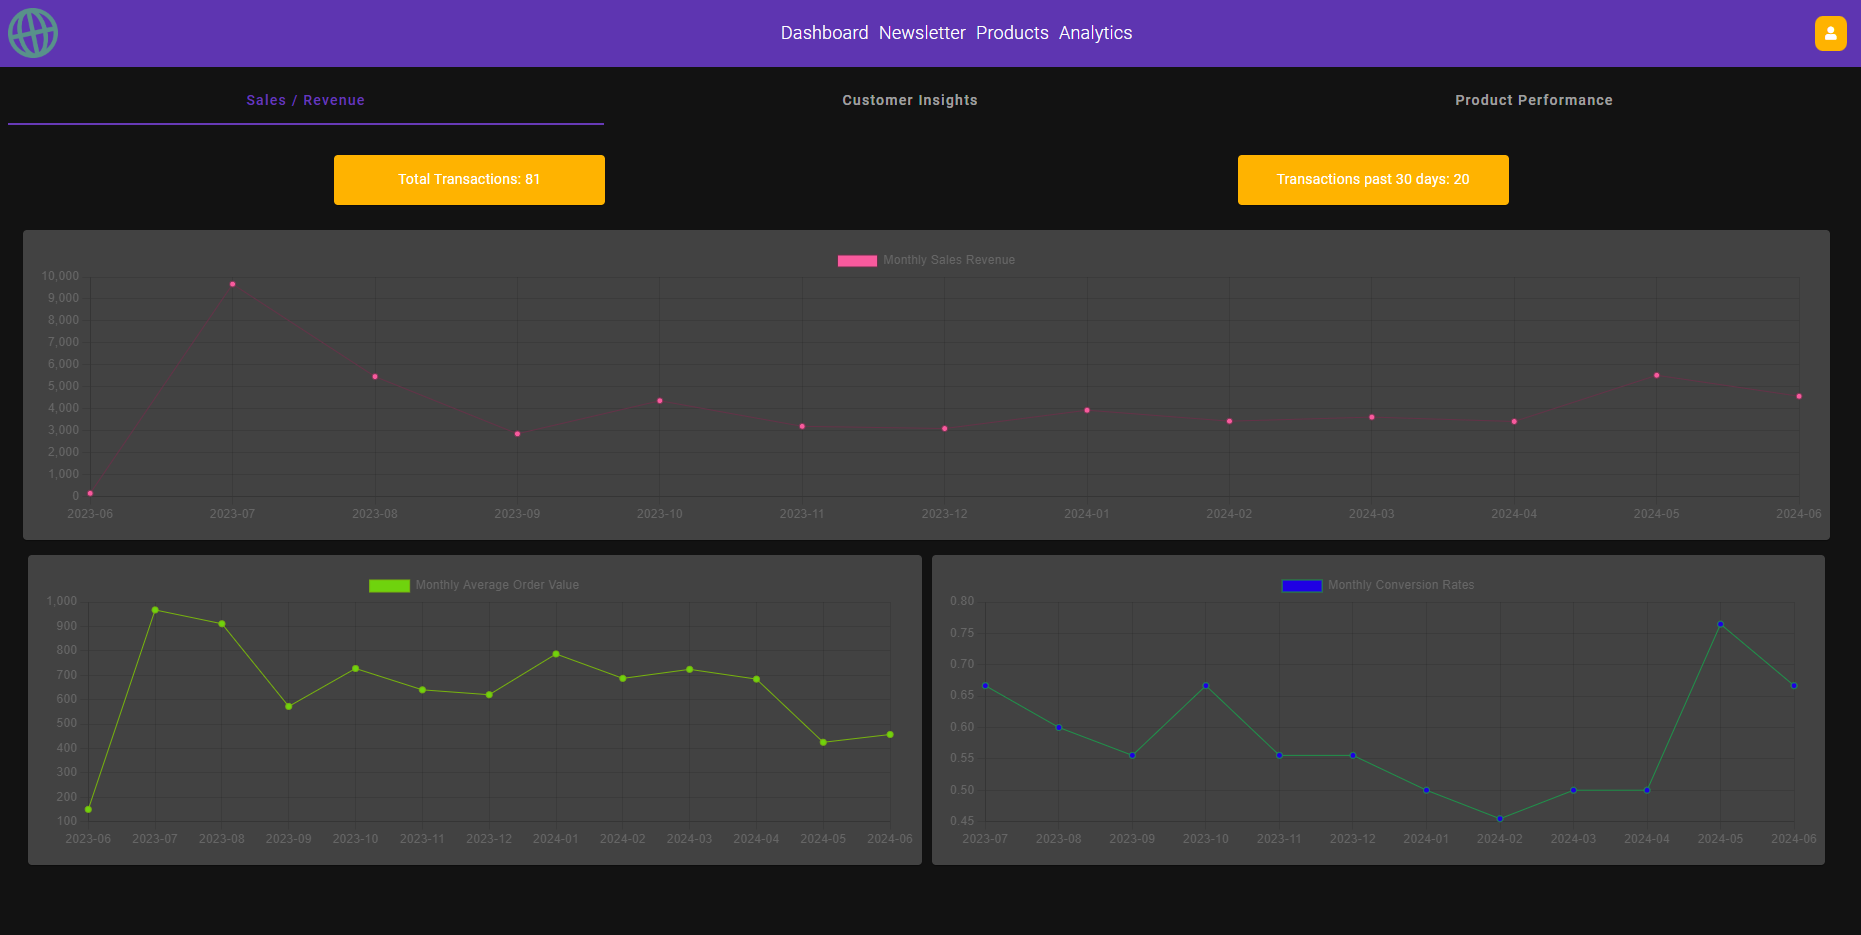 Dashboard Newsletter Products Analytics
Sales / Revenue
Customer Insights
Product Performance
Total Transactions: 81
Transactions past 30 days: 20
Monthly Sales Revenue
10,000
9,000
8,000
7,000
6,000
5,000
4,000
3,000
2,000
1,000
0
2023-06 2023-07 2023-08 2023-09 2023-10 2023-11 2023-12 2024-01 2024-02 2024-03 2024-04 2024-05 2024-06
Monthly Average Order Value
1,000
900
800
700
600
500
400
300
200
100
2023-06 2023-07 2023-08 2023-09 2023-10 2023-11 2023-12 2024-01 2024-02 2024-03 2024-04 2024-05 2024-06
Monthly Conversion Rates
0.80
0.75
0.70
0.65
0.60
0.55
0.50
0.45
2023-07 2023-08 2023-09 2023-10 2023-11 2023-12 2024-01 2024-02 2024-03 2024-04 2024-05 2024-06